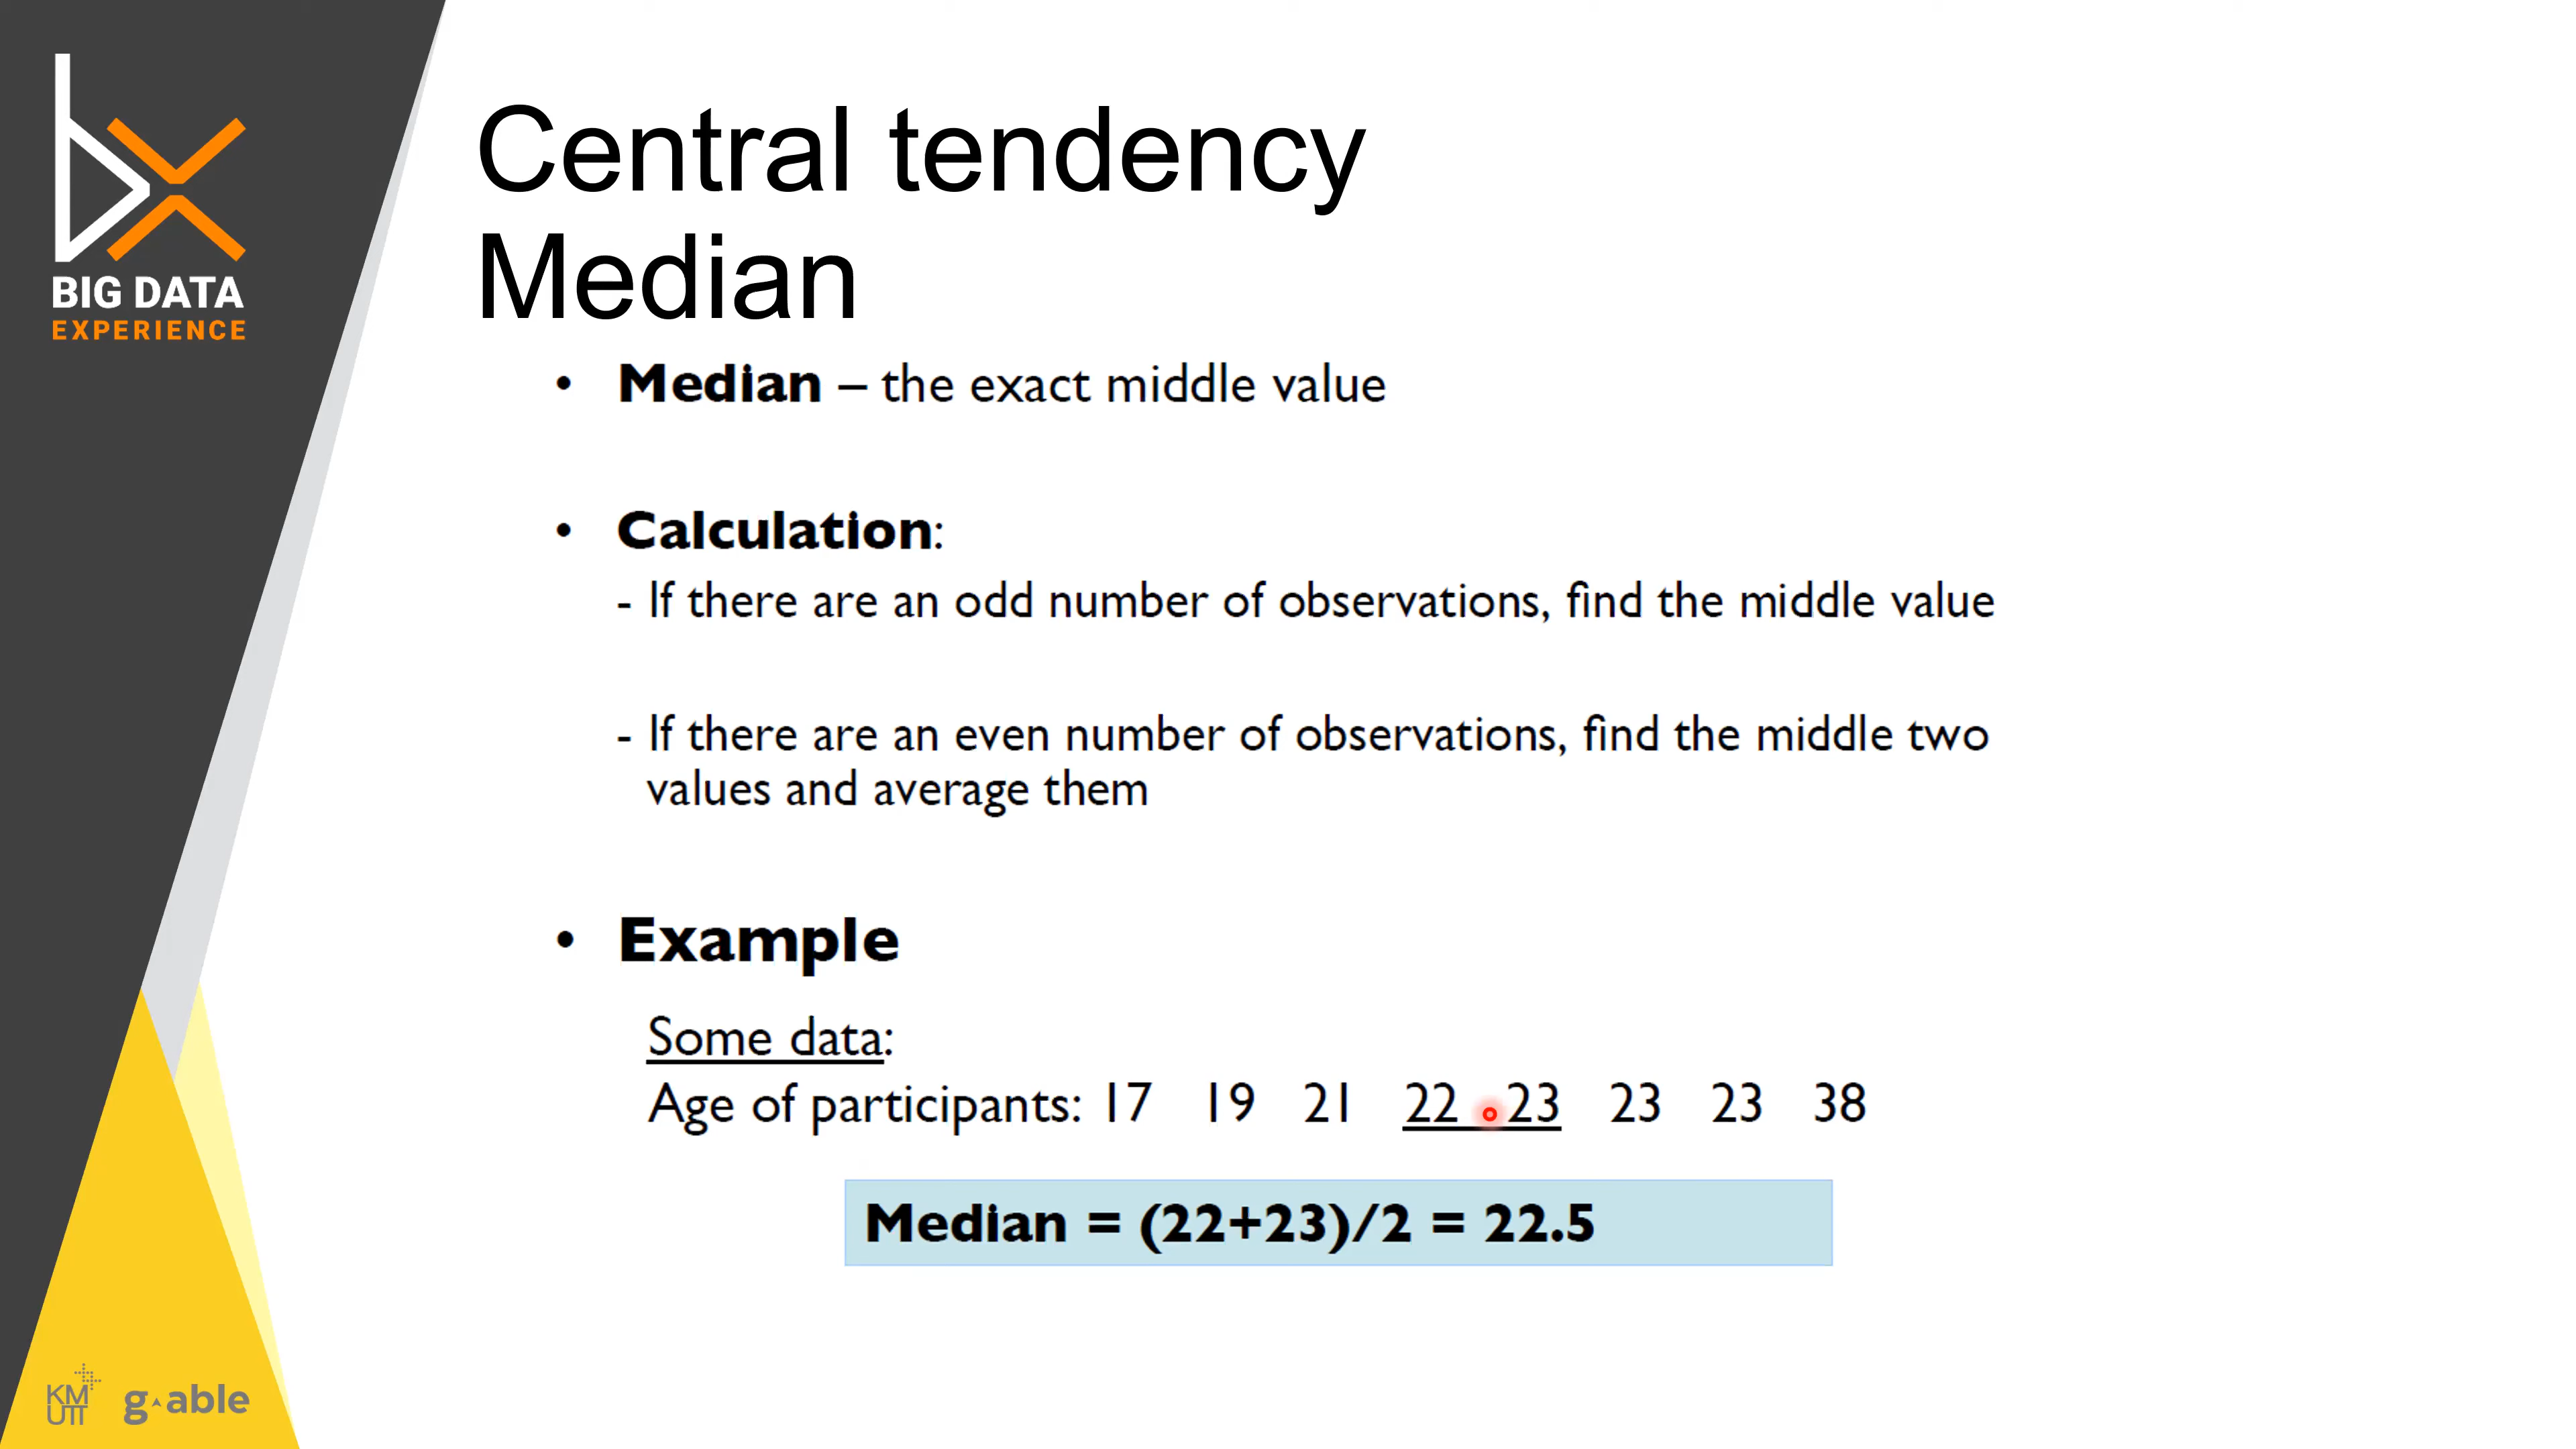 BIG DATA
EXPERIENCE
Central tendency
Median
• Median – the exact middle value
• Calculation:
- If there are an odd number of observations, find the middle value
- If there are an even number of observations, find the middle two
values and average them
• Example
Some data:
Age of participants: 17 19 21 22 23 23 23 38
Median = (22+23)/2 = 22.5
KM
UTT
g-able